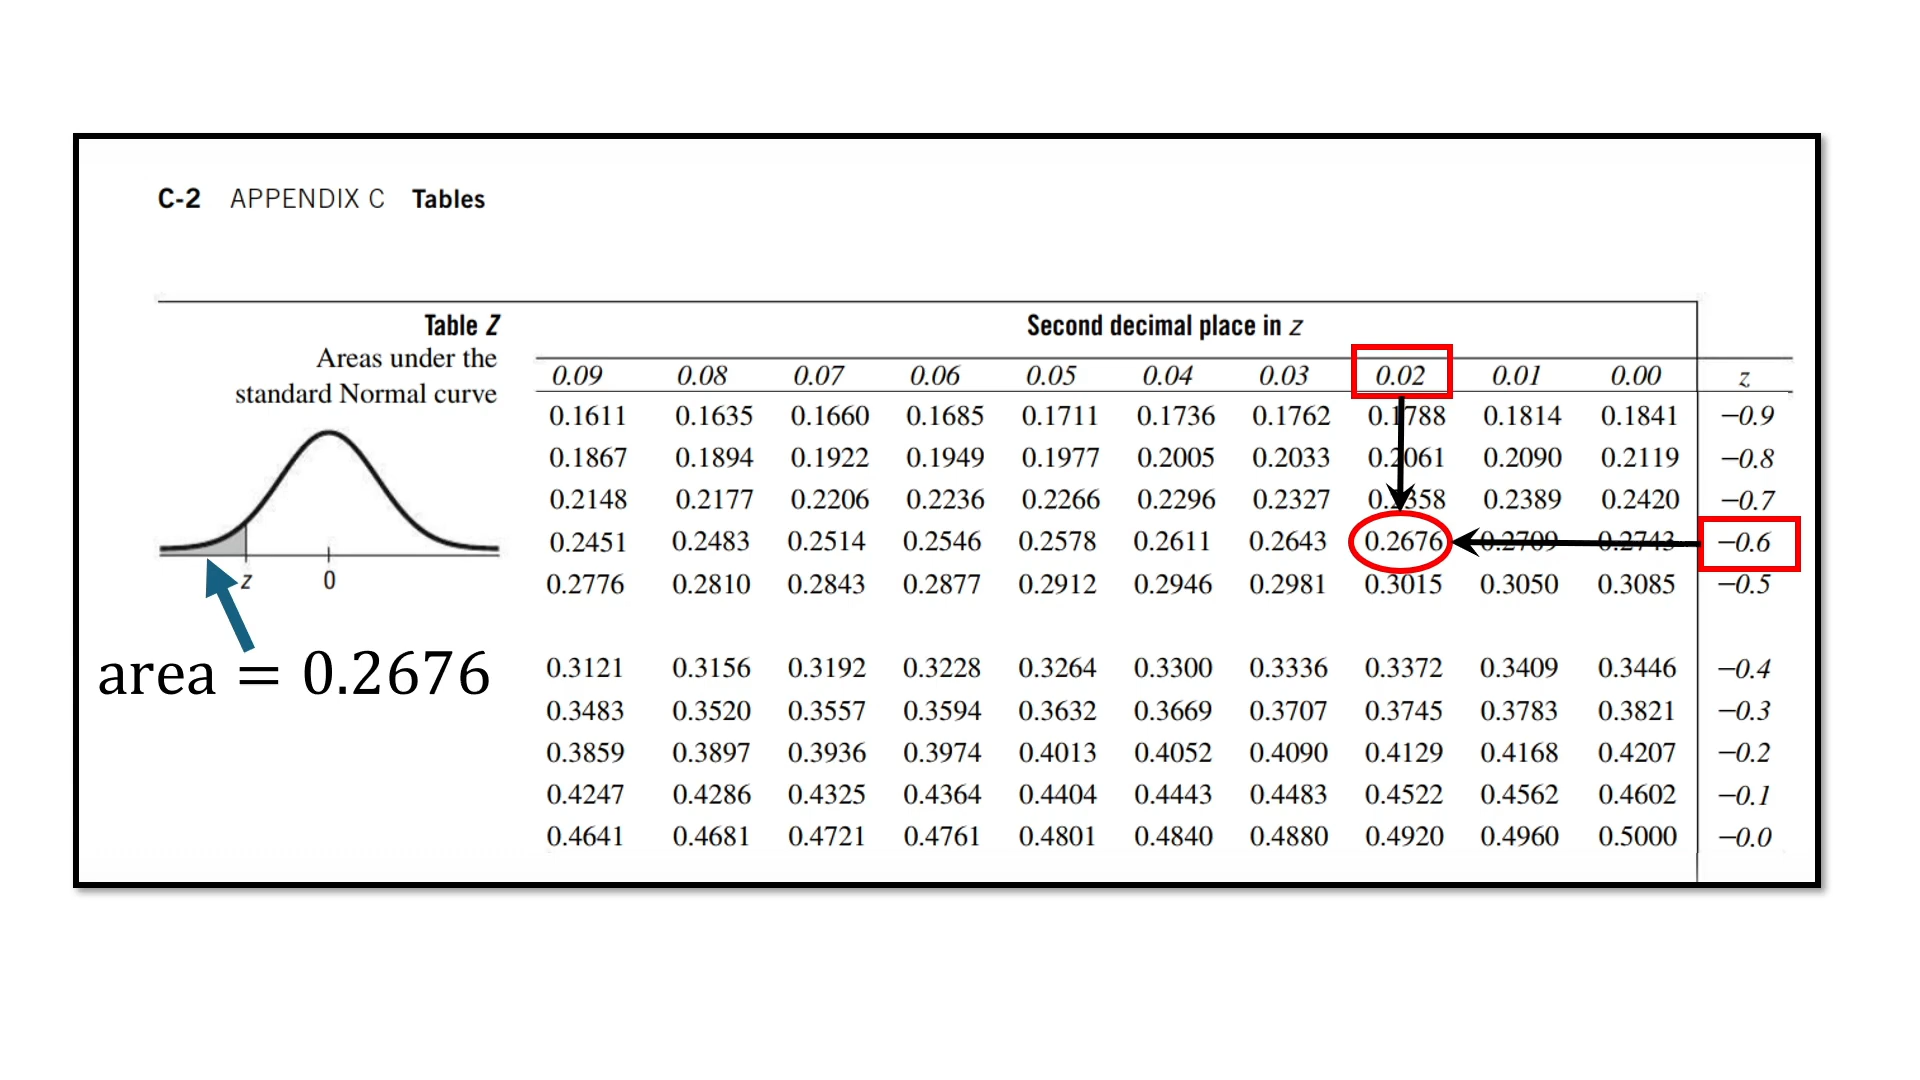 C-2 APPENDIX C Tables
Table Z
Areas under the
standard Normal curve
Second decimal place in z
0.09 0.08 0.07 0.06 0.05 0.04 0.03 0.02 0.01 0.00 z
0.1611 0.1635 0.1660 0.1685 0.1711 0.1736 0.1762 0.1788 0.1814 0.1841 −0.9
0.1867 0.1894 0.1922 0.1949 0.1977 0.2005 0.2033 0.2061 0.2090 0.2119 −0.8
0.2148 0.2177 0.2206 0.2236 0.2266 0.2296 0.2327 0.2358 0.2389 0.2420 −0.7
0.2451 0.2483 0.2514 0.2546 0.2578 0.2611 0.2643 0.2676 0.2709 0.2743 −0.6
0.2776 0.2810 0.2843 0.2877 0.2912 0.2946 0.2981 0.3015 0.3050 0.3085 −0.5
z 0
area = 0.2676
0.3121 0.3156 0.3192 0.3228 0.3264 0.3300 0.3336 0.3372 0.3409 0.3446 −0.4
0.3483 0.3520 0.3557 0.3594 0.3632 0.3669 0.3707 0.3745 0.3783 0.3821 −0.3
0.3859 0.3897 0.3936 0.3974 0.4013 0.4052 0.4090 0.4129 0.4168 0.4207 −0.2
0.4247 0.4286 0.4325 0.4364 0.4404 0.4443 0.4483 0.4522 0.4562 0.4602 −0.1
0.4641 0.4681 0.4721 0.4761 0.4801 0.4840 0.4880 0.4920 0.4960 0.5000 −0.0